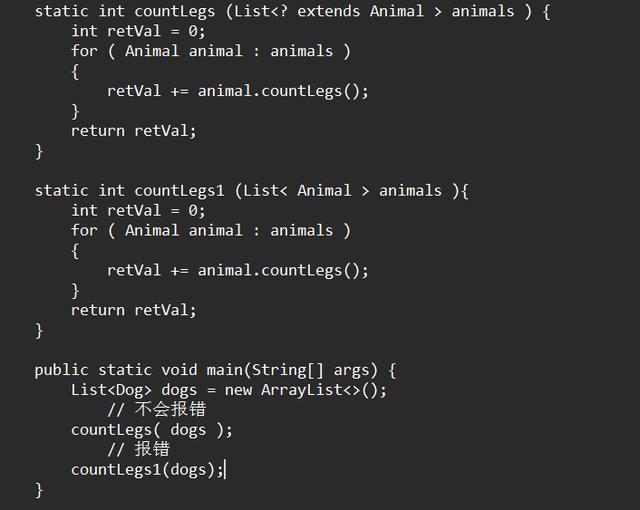 static int countLegs (List<? extends Animal > animals ) {
int retVal = 0;
for ( Animal animal : animals )
{
retVal += animal.countLegs();
}
return retVal;
}
static int countLegs1 (List< Animal > animals ){
int retVal = 0;
for ( Animal animal : animals )
{
retVal += animal.countLegs();
}
return retVal;
}
public static void main(String[] args) {
List<Dog> dogs = new ArrayList<>();
// 不会报错
countLegs( dogs );
// 报错
countLegs1(dogs);
}